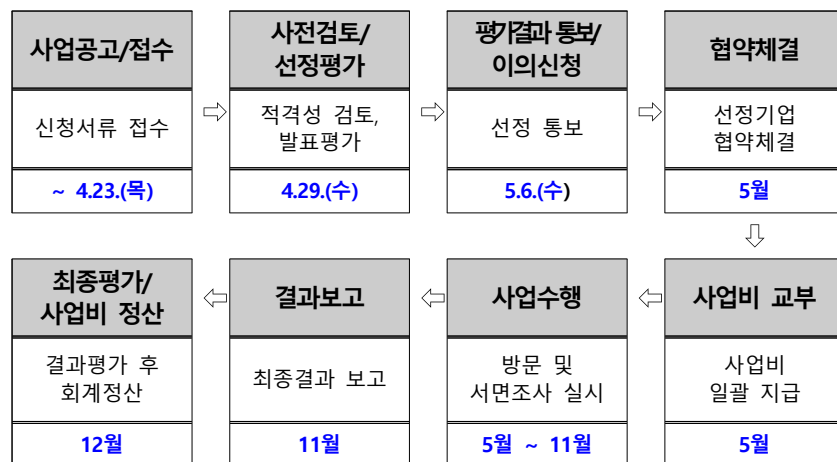 사업공고/접수
신청서류 접수
~ 4.23.(목)
사전검토/
선정평가
적격성 검토,
발표평가
4.29.(수)
평가결과 통보/
이의신청
선정 통보
5.6.(수)
협약체결
선정기업
협약체결
5월
사업비 교부
사업비
일괄 지급
5월
사업수행
방문 및
서면조사 실시
5월 ~ 11월
결과보고
최종결과 보고
11월
최종평가/
사업비 정산
결과평가 후
회계정산
12월